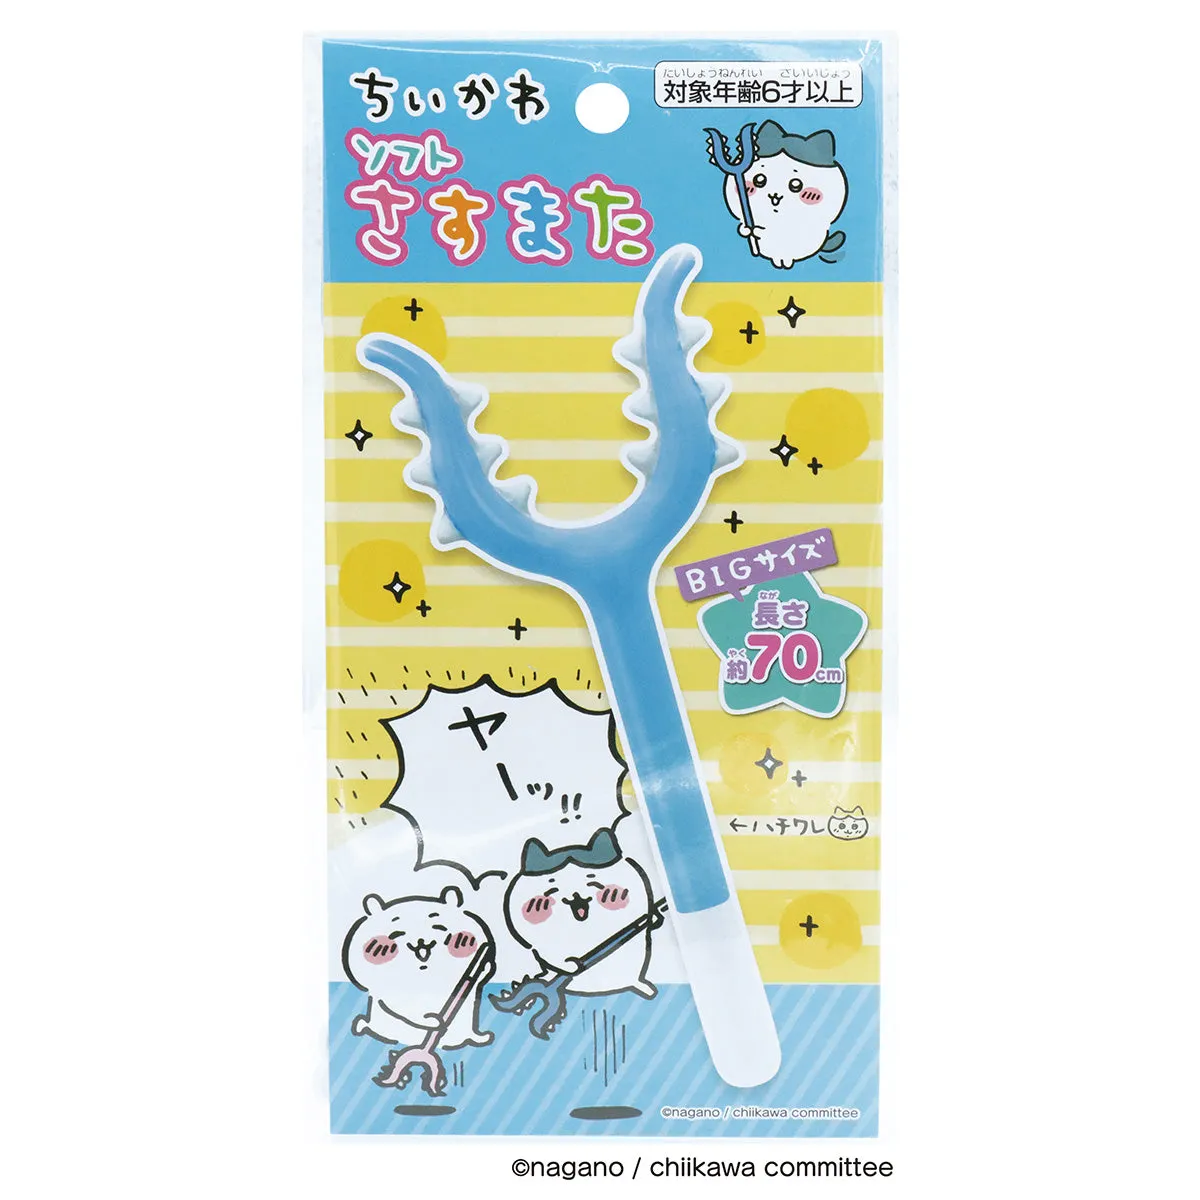 ちいかわ
たいしょうねんれい さいいじょう
対象年齢6才以上
ソフト
さすまた
BIGサイズ
なが
長さ
やく
約70cm
ヤーッ!!
←ハチワレ
©nagano / chiikawa committee
©nagano / chiikawa committee